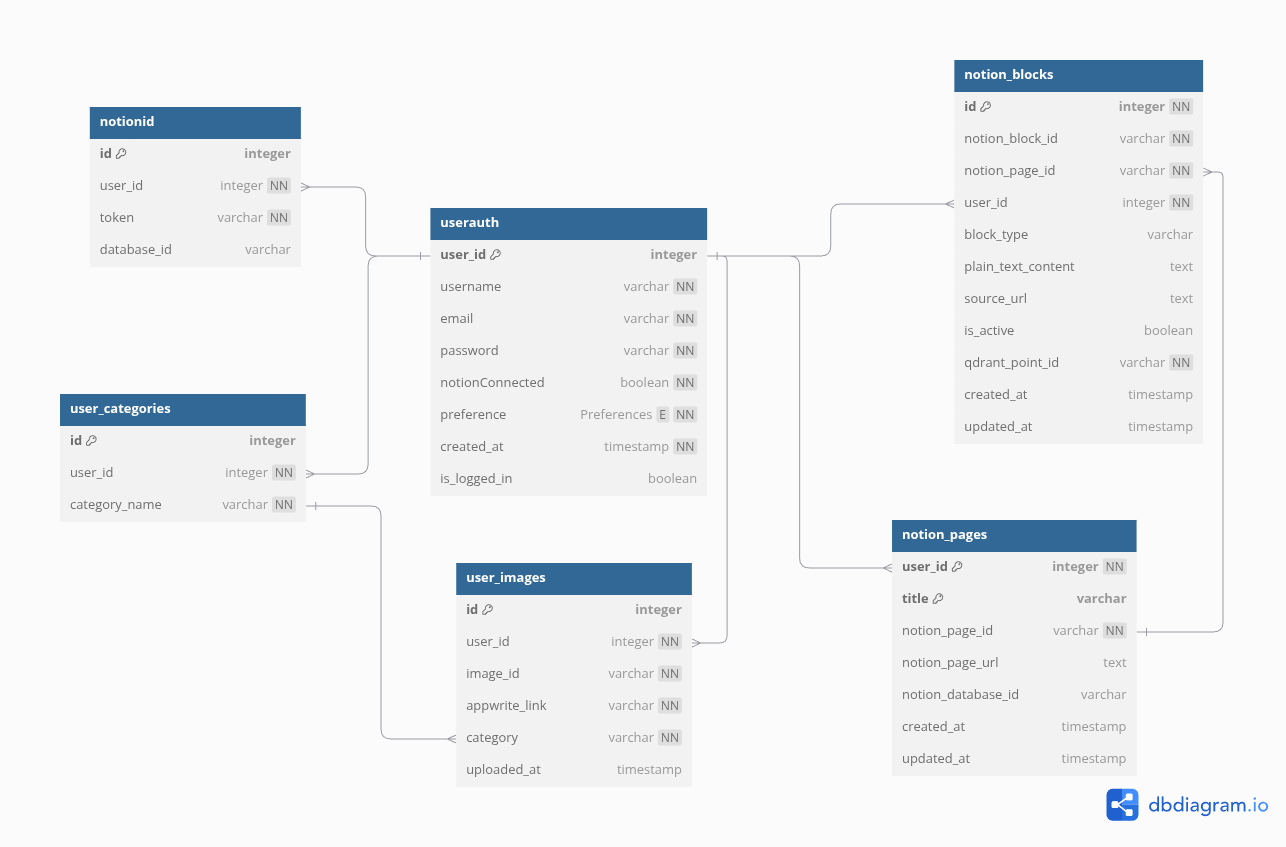 notionid
id integer
user_id integer NN
token varchar NN
database_id varchar
user_categories
id integer
user_id integer NN
category_name varchar NN
userauth
user_id integer
username varchar NN
email varchar NN
password varchar NN
notionConnected boolean NN
preference Preferences E NN
created_at timestamp NN
is_logged_in boolean
user_images
id integer
user_id integer NN
image_id varchar NN
appwrite_link varchar NN
category varchar NN
uploaded_at timestamp
notion_blocks
id integer NN
notion_block_id varchar NN
notion_page_id varchar NN
user_id integer NN
block_type varchar
plain_text_content text
source_url text
is_active boolean
qdrant_point_id varchar NN
created_at timestamp
updated_at timestamp
notion_pages
user_id integer NN
title varchar
notion_page_id varchar NN
notion_page_url text
notion_database_id varchar
created_at timestamp
updated_at timestamp
dbdiagram.io